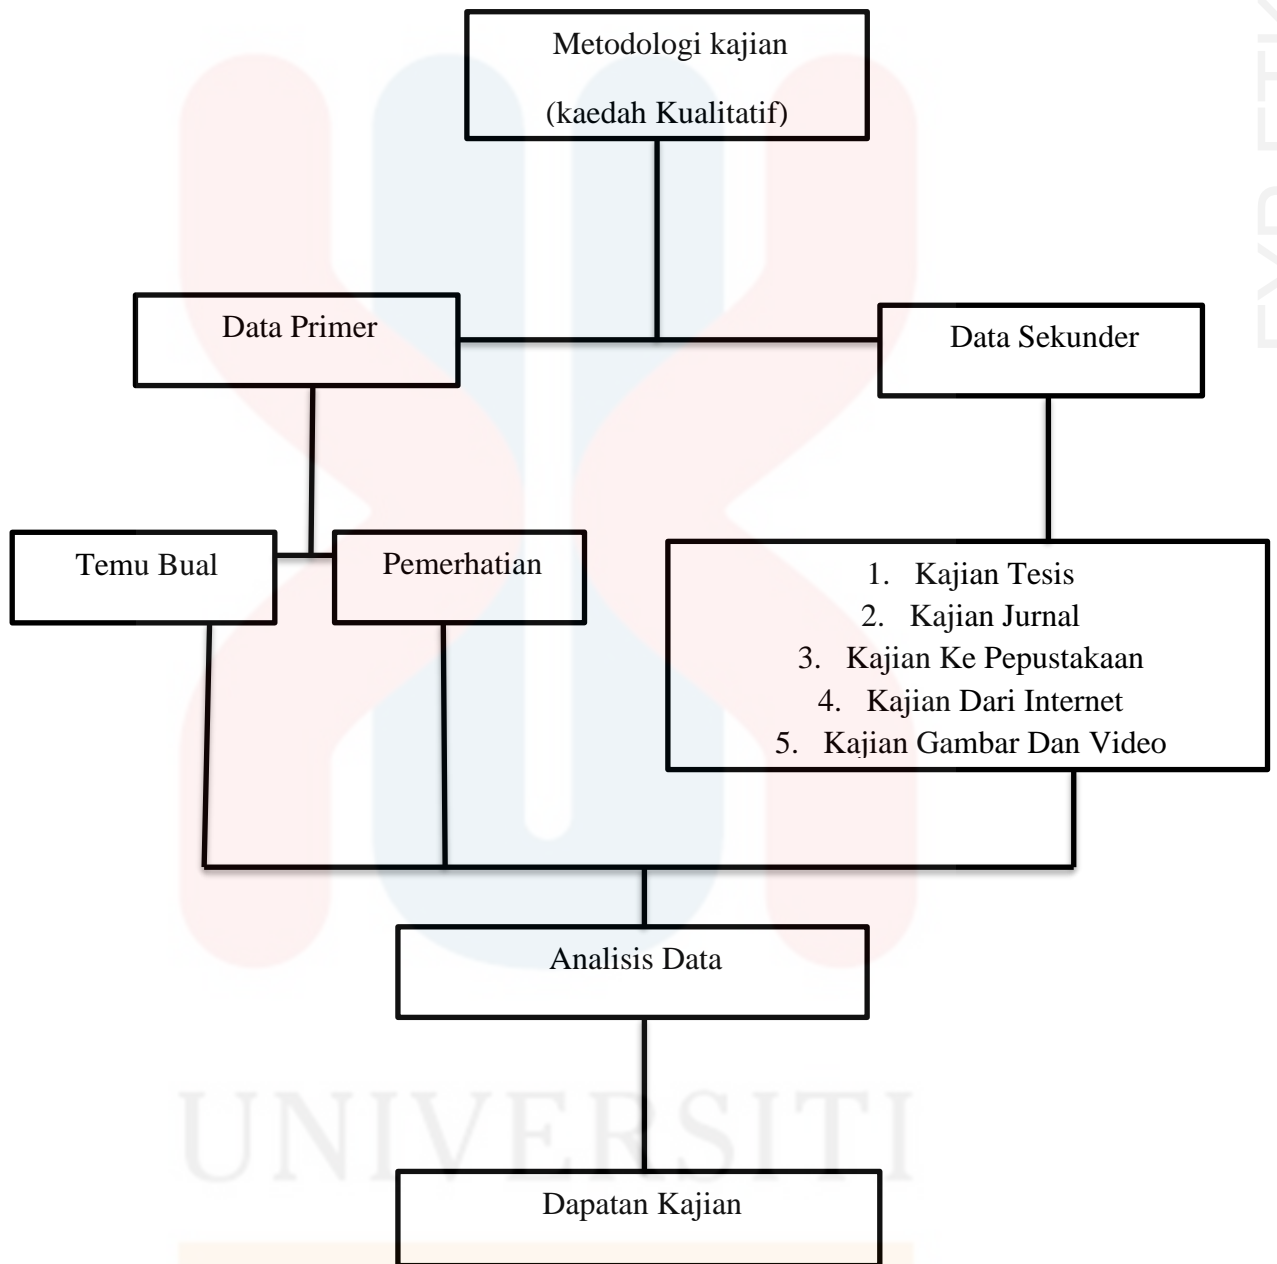 Metodologi kajian
(kaedah Kualitatif)
Data Primer
Data Sekunder
Temu Bual
Pemerhatian
1. Kajian Tesis
2. Kajian Jurnal
3. Kajian Ke Pepustakaan
4. Kajian Dari Internet
5. Kajian Gambar Dan Video
Analisis Data
UNIVERSITI
Dapatan Kajian